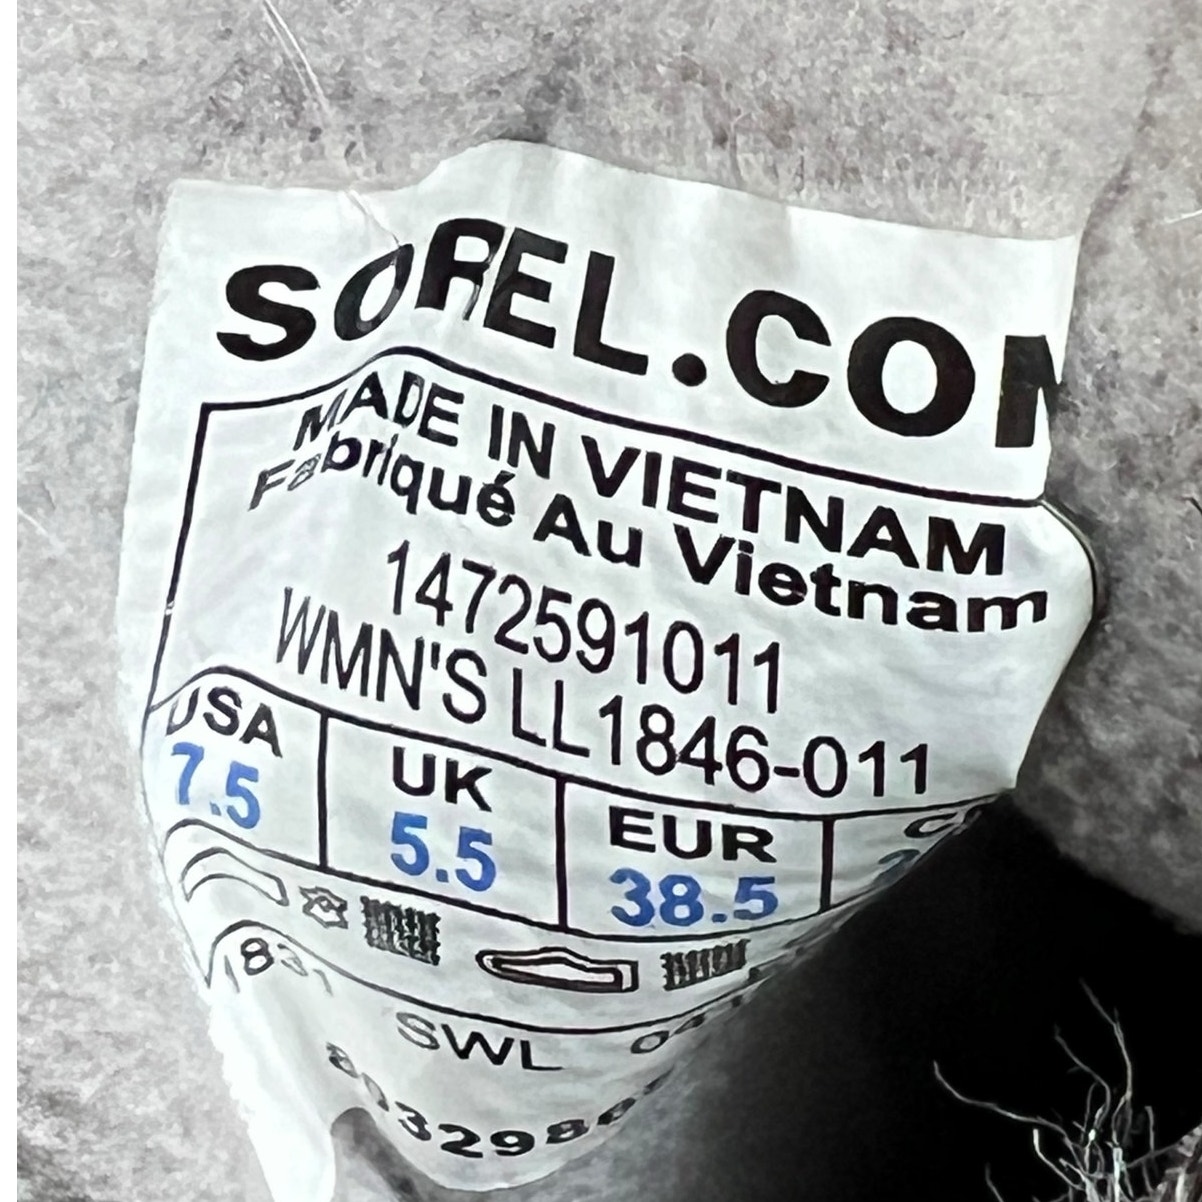 SOREL.COM
MADE IN VIETNAM
Fabriqué Au Vietnam
1472591011
WMN'S LL1846-011
USA UK EUR
7.5 5.5 38.5
SWL